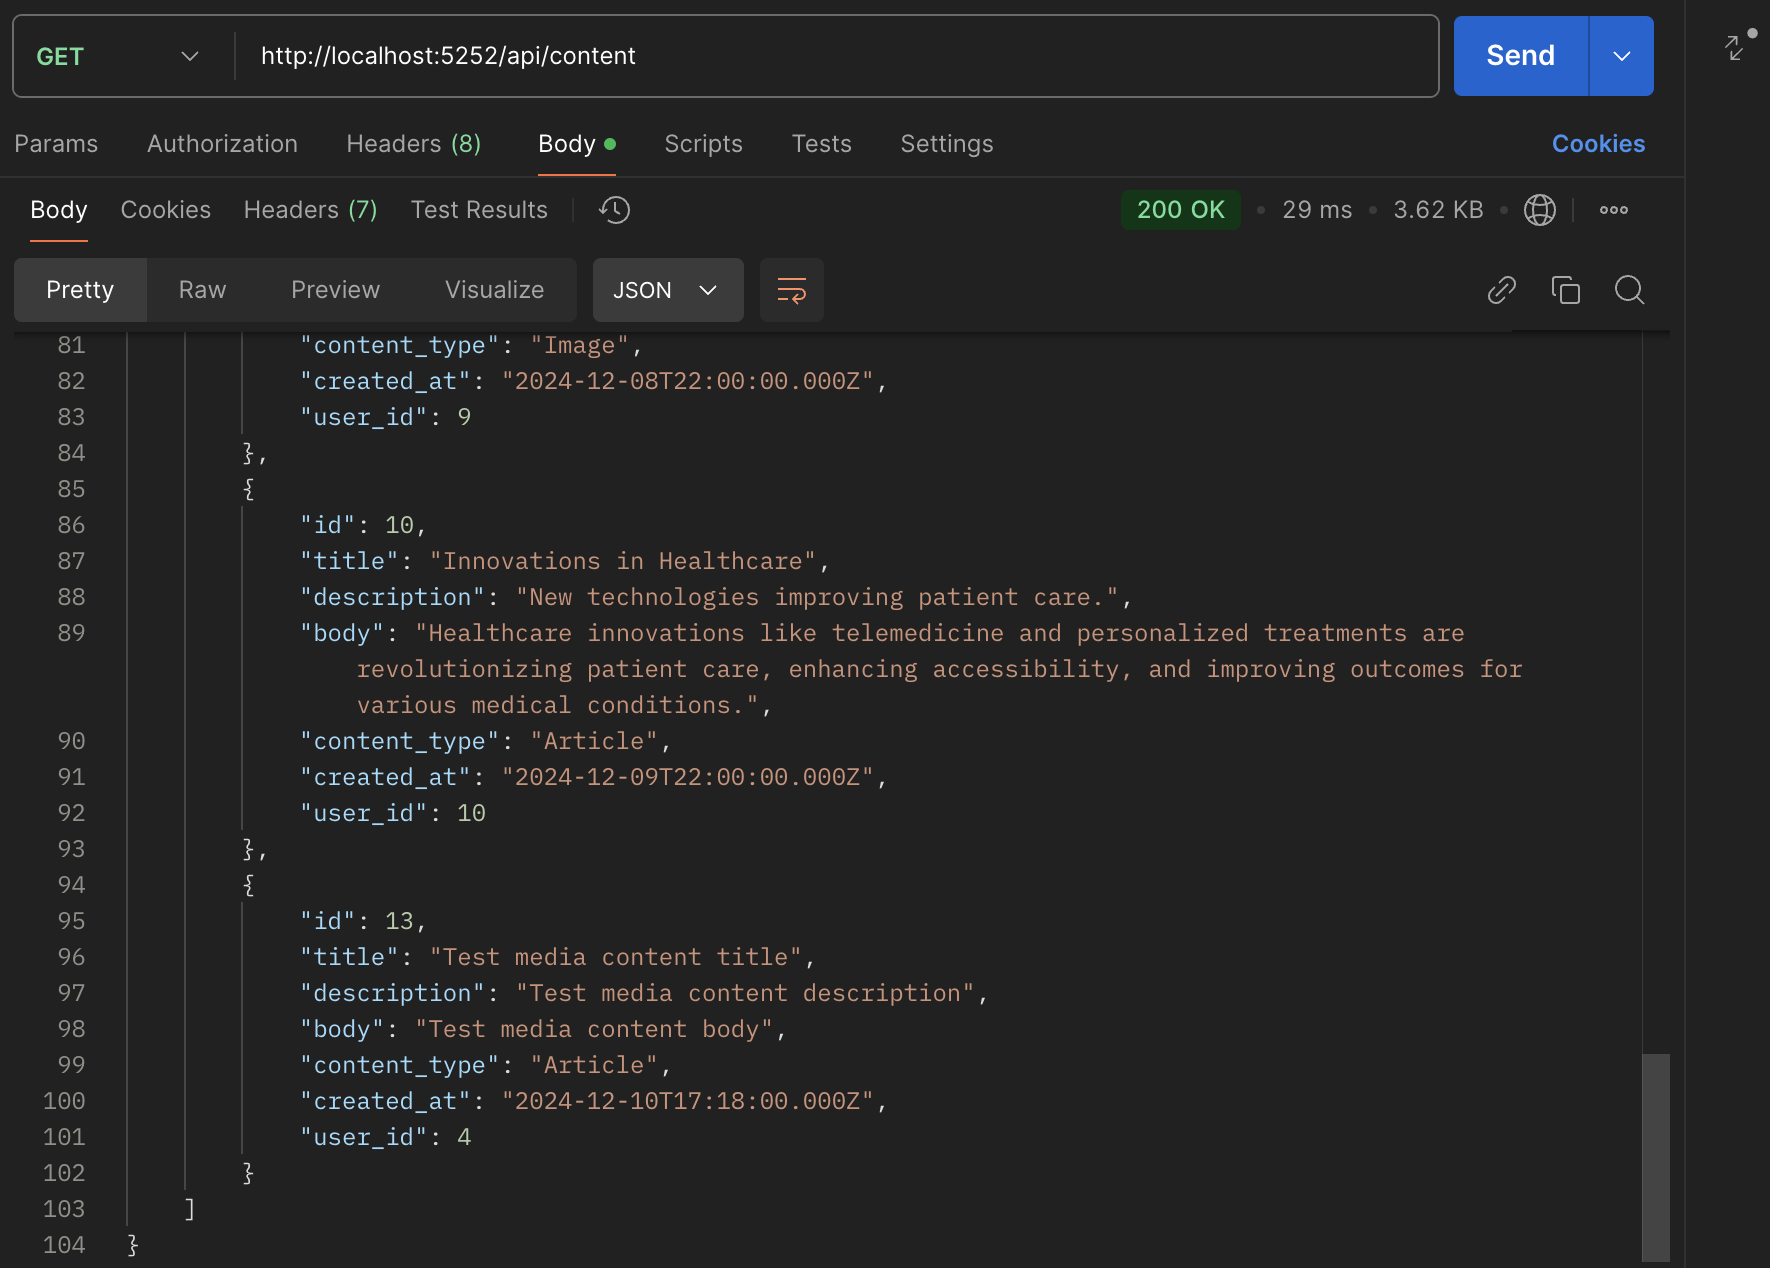 GET http://localhost:5252/api/content Send
Params Authorization Headers (8) Body Scripts Tests Settings Cookies
Body Cookies Headers (7) Test Results 200 OK 29 ms 3.62 KB
Pretty Raw Preview Visualize JSON
81 "content_type": "Image",
82 "created_at": "2024-12-08T22:00:00.000Z",
83 "user_id": 9
84 },
85 {
86 "id": 10,
87 "title": "Innovations in Healthcare",
88 "description": "New technologies improving patient care.",
89 "body": "Healthcare innovations like telemedicine and personalized treatments are
revolutionizing patient care, enhancing accessibility, and improving outcomes for
various medical conditions.",
90 "content_type": "Article",
91 "created_at": "2024-12-09T22:00:00.000Z",
92 "user_id": 10
93 },
94 {
95 "id": 13,
96 "title": "Test media content title",
97 "description": "Test media content description",
98 "body": "Test media content body",
99 "content_type": "Article",
100 "created_at": "2024-12-10T17:18:00.000Z",
101 "user_id": 4
102 }
103 ]
104 }